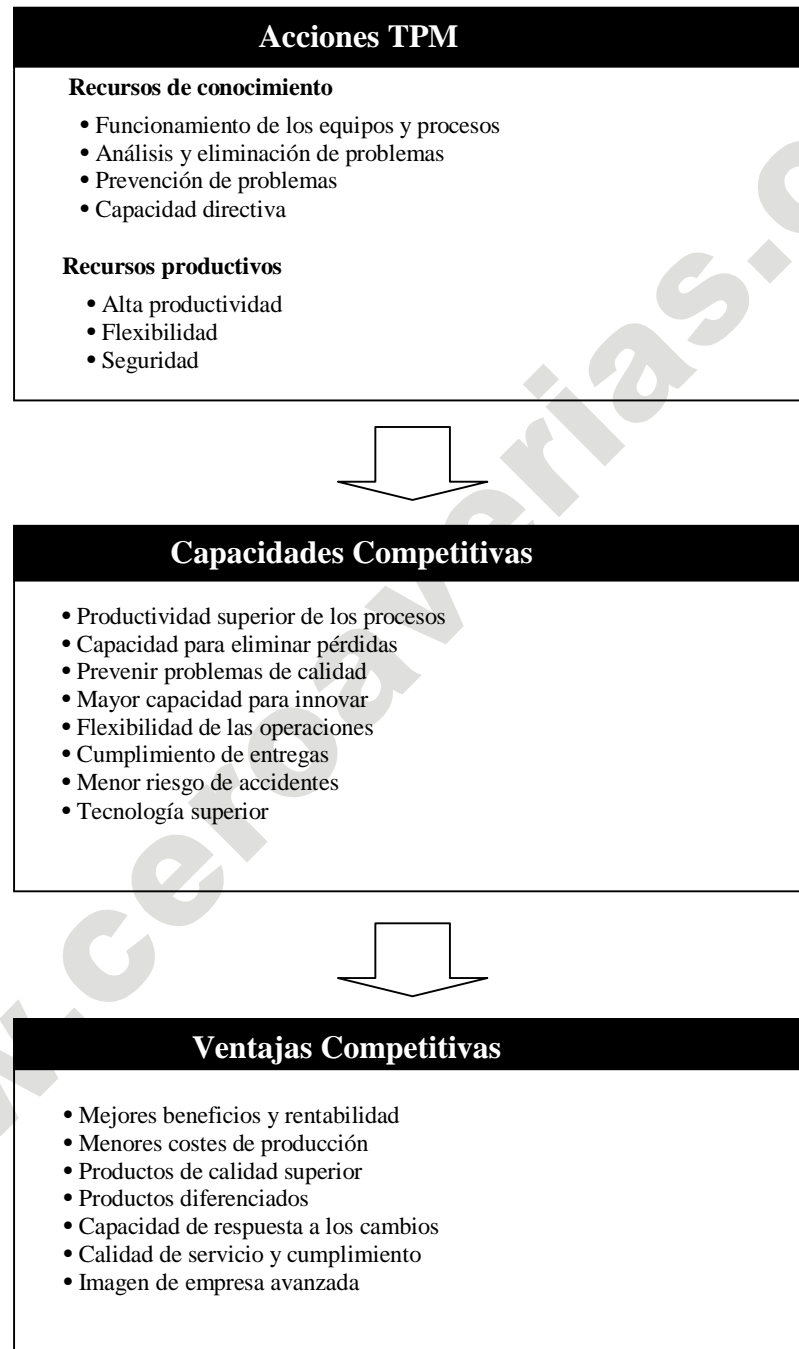 Acciones TPM
Recursos de conocimiento
• Funcionamiento de los equipos y procesos
• Análisis y eliminación de problemas
• Prevención de problemas
• Capacidad directiva
Recursos productivos
• Alta productividad
• Flexibilidad
• Seguridad
Capacidades Competitivas
• Productividad superior de los procesos
• Capacidad para eliminar pérdidas
• Prevenir problemas de calidad
• Mayor capacidad para innovar
• Flexibilidad de las operaciones
• Cumplimiento de entregas
• Menor riesgo de accidentes
• Tecnología superior
Ventajas Competitivas
• Mejores beneficios y rentabilidad
• Menores costes de producción
• Productos de calidad superior
• Productos diferenciados
• Capacidad de respuesta a los cambios
• Calidad de servicio y cumplimiento
• Imagen de empresa avanzada
w.ceroaverias.c